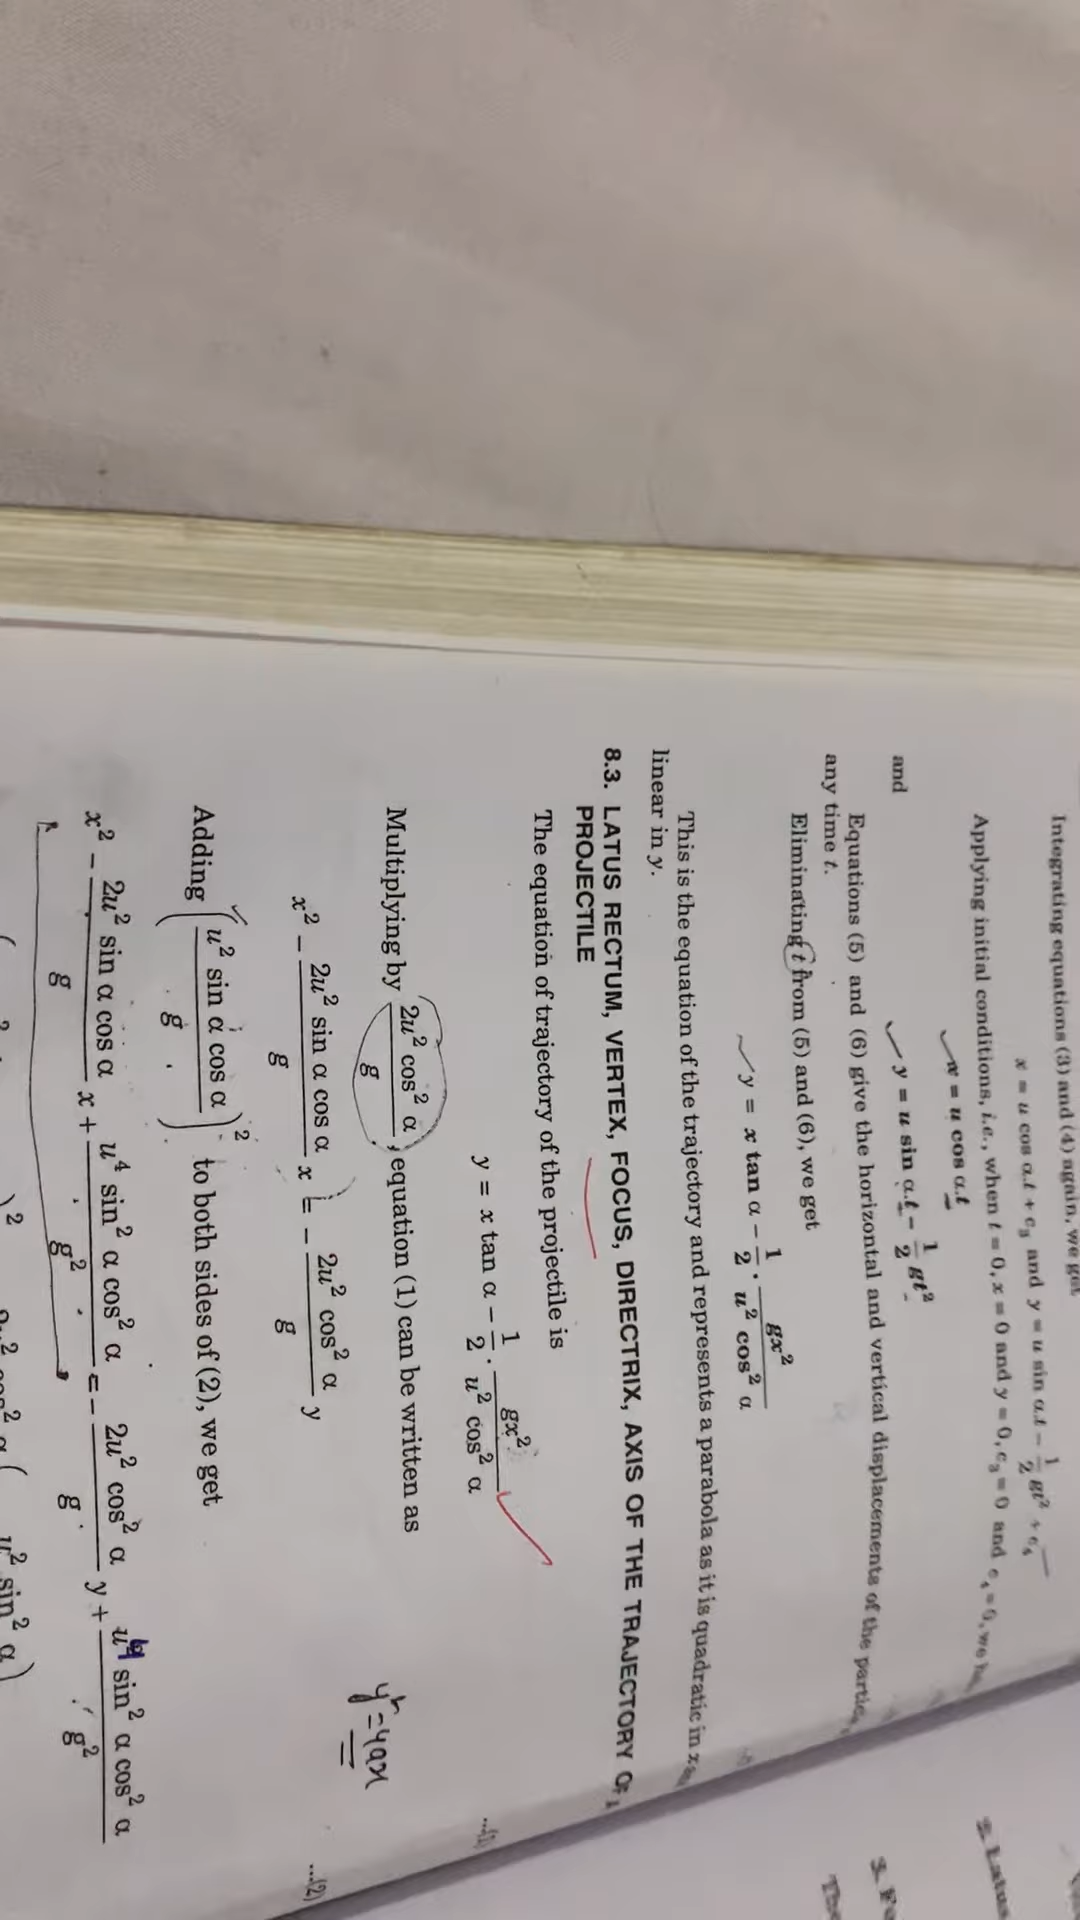 Integrating equations (3) and (4) again, we get
x = u cos α.t + c₃ and y = u sin α.t − 1/2 gt² + c₄
Applying initial conditions, i.e., when t = 0, x = 0 and y = 0, c₃ = 0 and c₄ = 0, we
x = u cos α.t
and y = u sin α.t − 1/2 gt²
Equations (5) and (6) give the horizontal and vertical displacements of the
any time t.
Eliminating t from (5) and (6), we get
y = x tan α − 1/2 · gx²/(u² cos² α)
This is the equation of the trajectory and represents a parabola as it is quadratic in x
linear in y.
8.3. LATUS RECTUM, VERTEX, FOCUS, DIRECTRIX, AXIS OF THE TRAJECTORY OF
PROJECTILE
The equation of trajectory of the projectile is
y = x tan α − 1/2 · gx²/(u² cos² α) ...(1)
Multiplying by 2u² cos² α/g, equation (1) can be written as
y² = 4ax
x² − (2u² sin α cos α/g) x = − (2u² cos² α/g) y ...(2)
Adding (u² sin α cos α/g)² to both sides of (2), we get
x² − (2u² sin α cos α/g) x + u⁴ sin² α cos² α/g² = − (2u² cos² α/g) y + u⁴ sin² α cos² α/g²
2. Latus